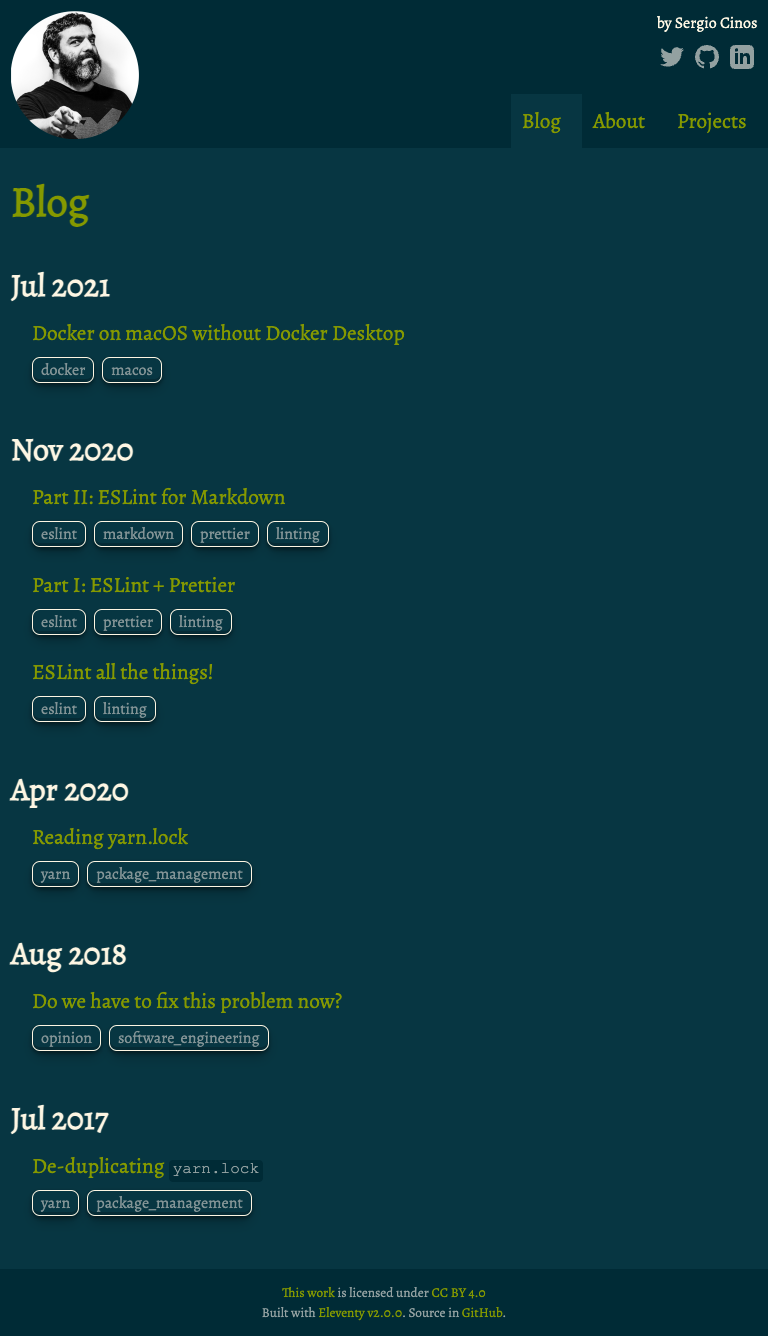 by Sergio Cinos
Blog About Projects
Blog
Jul 2021
Docker on macOS without Docker Desktop
docker macos
Nov 2020
Part II: ESLint for Markdown
eslint markdown prettier linting
Part I: ESLint + Prettier
eslint prettier linting
ESLint all the things!
eslint linting
Apr 2020
Reading yarn.lock
yarn package_management
Aug 2018
Do we have to fix this problem now?
opinion software_engineering
Jul 2017
De-duplicating yarn.lock
yarn package_management
This work is licensed under CC BY 4.0
Built with Eleventy v2.0.0. Source in GitHub.